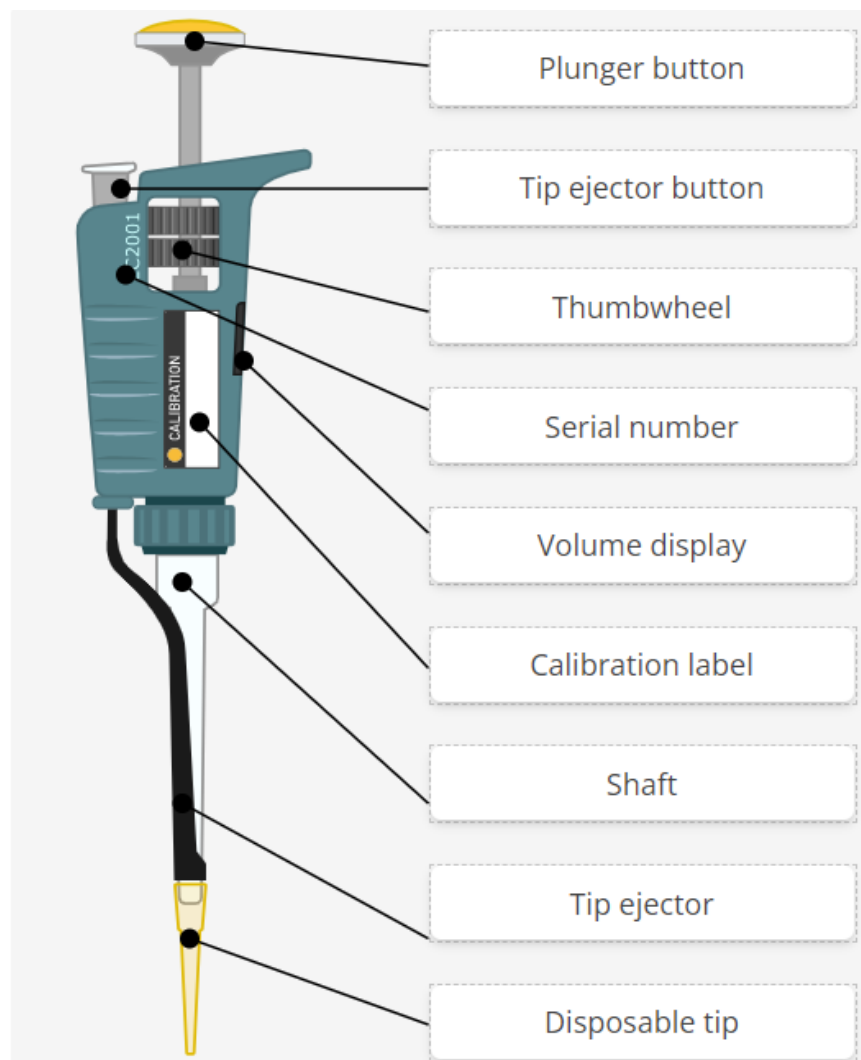 Plunger button
Tip ejector button
Thumbwheel
Serial number
Volume display
Calibration label
Shaft
Tip ejector
Disposable tip
CALIBRATION
C2001